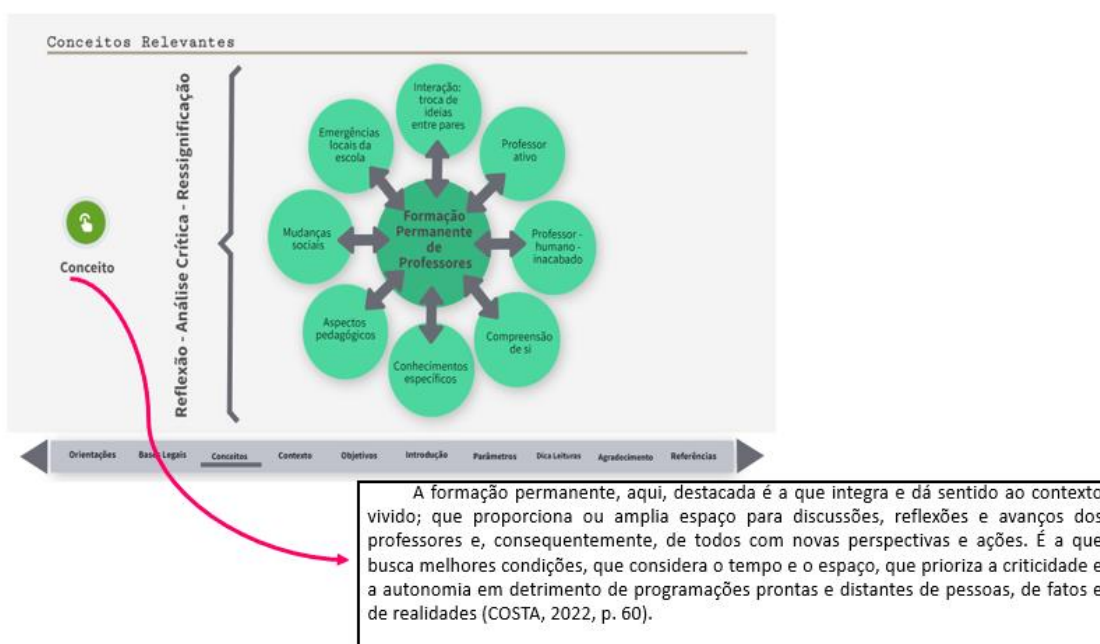 Conceitos Relevantes
Reflexão - Análise Crítica - Ressignificação
Conceito
Interação:
troca de
ideias
entre pares
Professor
ativo
Professor -
humano -
inacabado
Compreensão
de si
Conhecimentos
específicos
Aspectos
pedagógicos
Mudanças
sociais
Emergências
locais da
escola
Formação
Permanente
de
Professores
Orientações Bases Legais Conceitos Contexto Objetivos Introdução Parâmetros Dica Leituras Agradecimento Referências
A formação permanente, aqui, destacada é a que integra e dá sentido ao contexto
vivido; que proporciona ou amplia espaço para discussões, reflexões e avanços dos
professores e, consequentemente, de todos com novas perspectivas e ações. É a que
busca melhores condições, que considera o tempo e o espaço, que prioriza a criticidade e
a autonomia em detrimento de programações prontas e distantes de pessoas, de fatos e
de realidades (COSTA, 2022, p. 60).